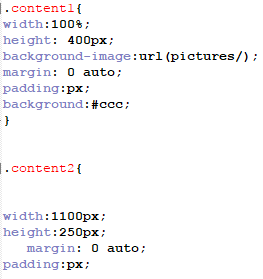 .content1{
width:100%;
height: 400px;
background-image:url(pictures/);
margin: 0 auto;
padding:px;
background:#ccc;
}
.content2{
width:1100px;
height:250px;
margin: 0 auto;
padding:px;